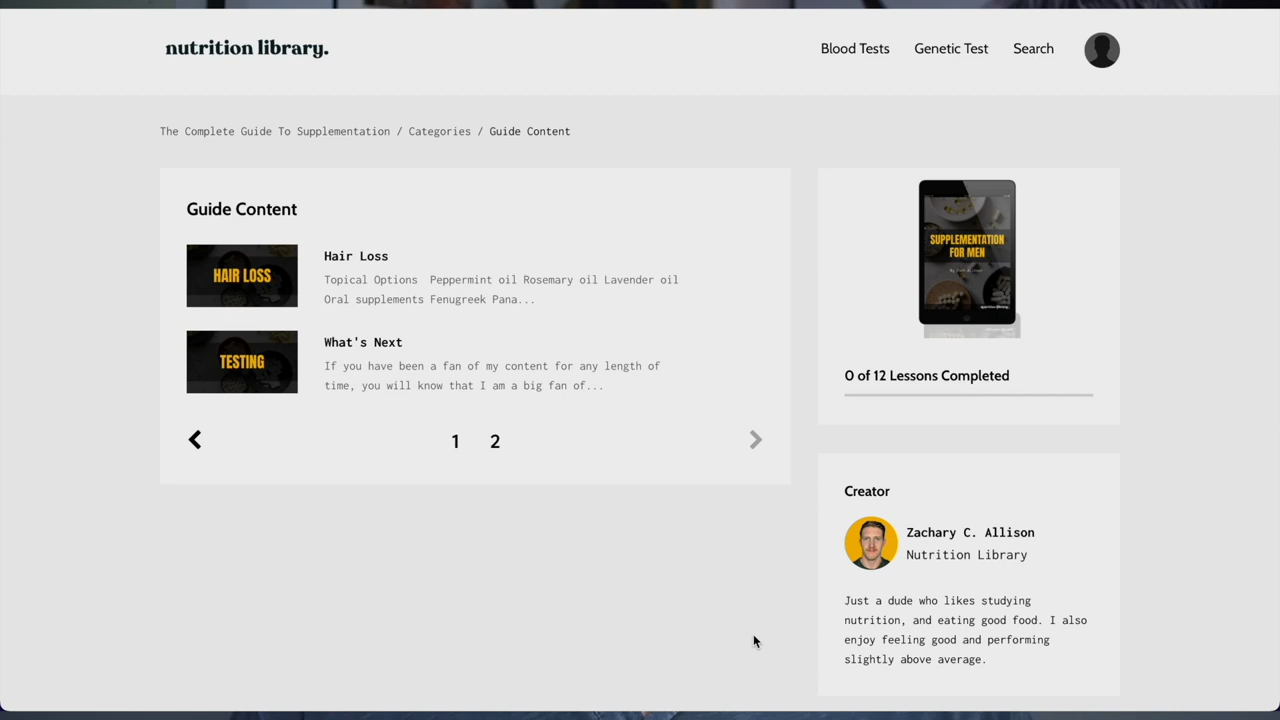 nutrition library.
Blood Tests
Genetic Test
Search
The Complete Guide To Supplementation / Categories / Guide Content
Guide Content
HAIR LOSS
Hair Loss
Topical Options  Peppermint oil Rosemary oil Lavender oil
Oral supplements Fenugreek Pana...
TESTING
What's Next
If you have been a fan of my content for any length of
time, you will know that I am a big fan of...
1
2
SUPPLEMENTATION
FOR MEN
0 of 12 Lessons Completed
Creator
Zachary C. Allison
Nutrition Library
Just a dude who likes studying
nutrition, and eating good food. I also
enjoy feeling good and performing
slightly above average.